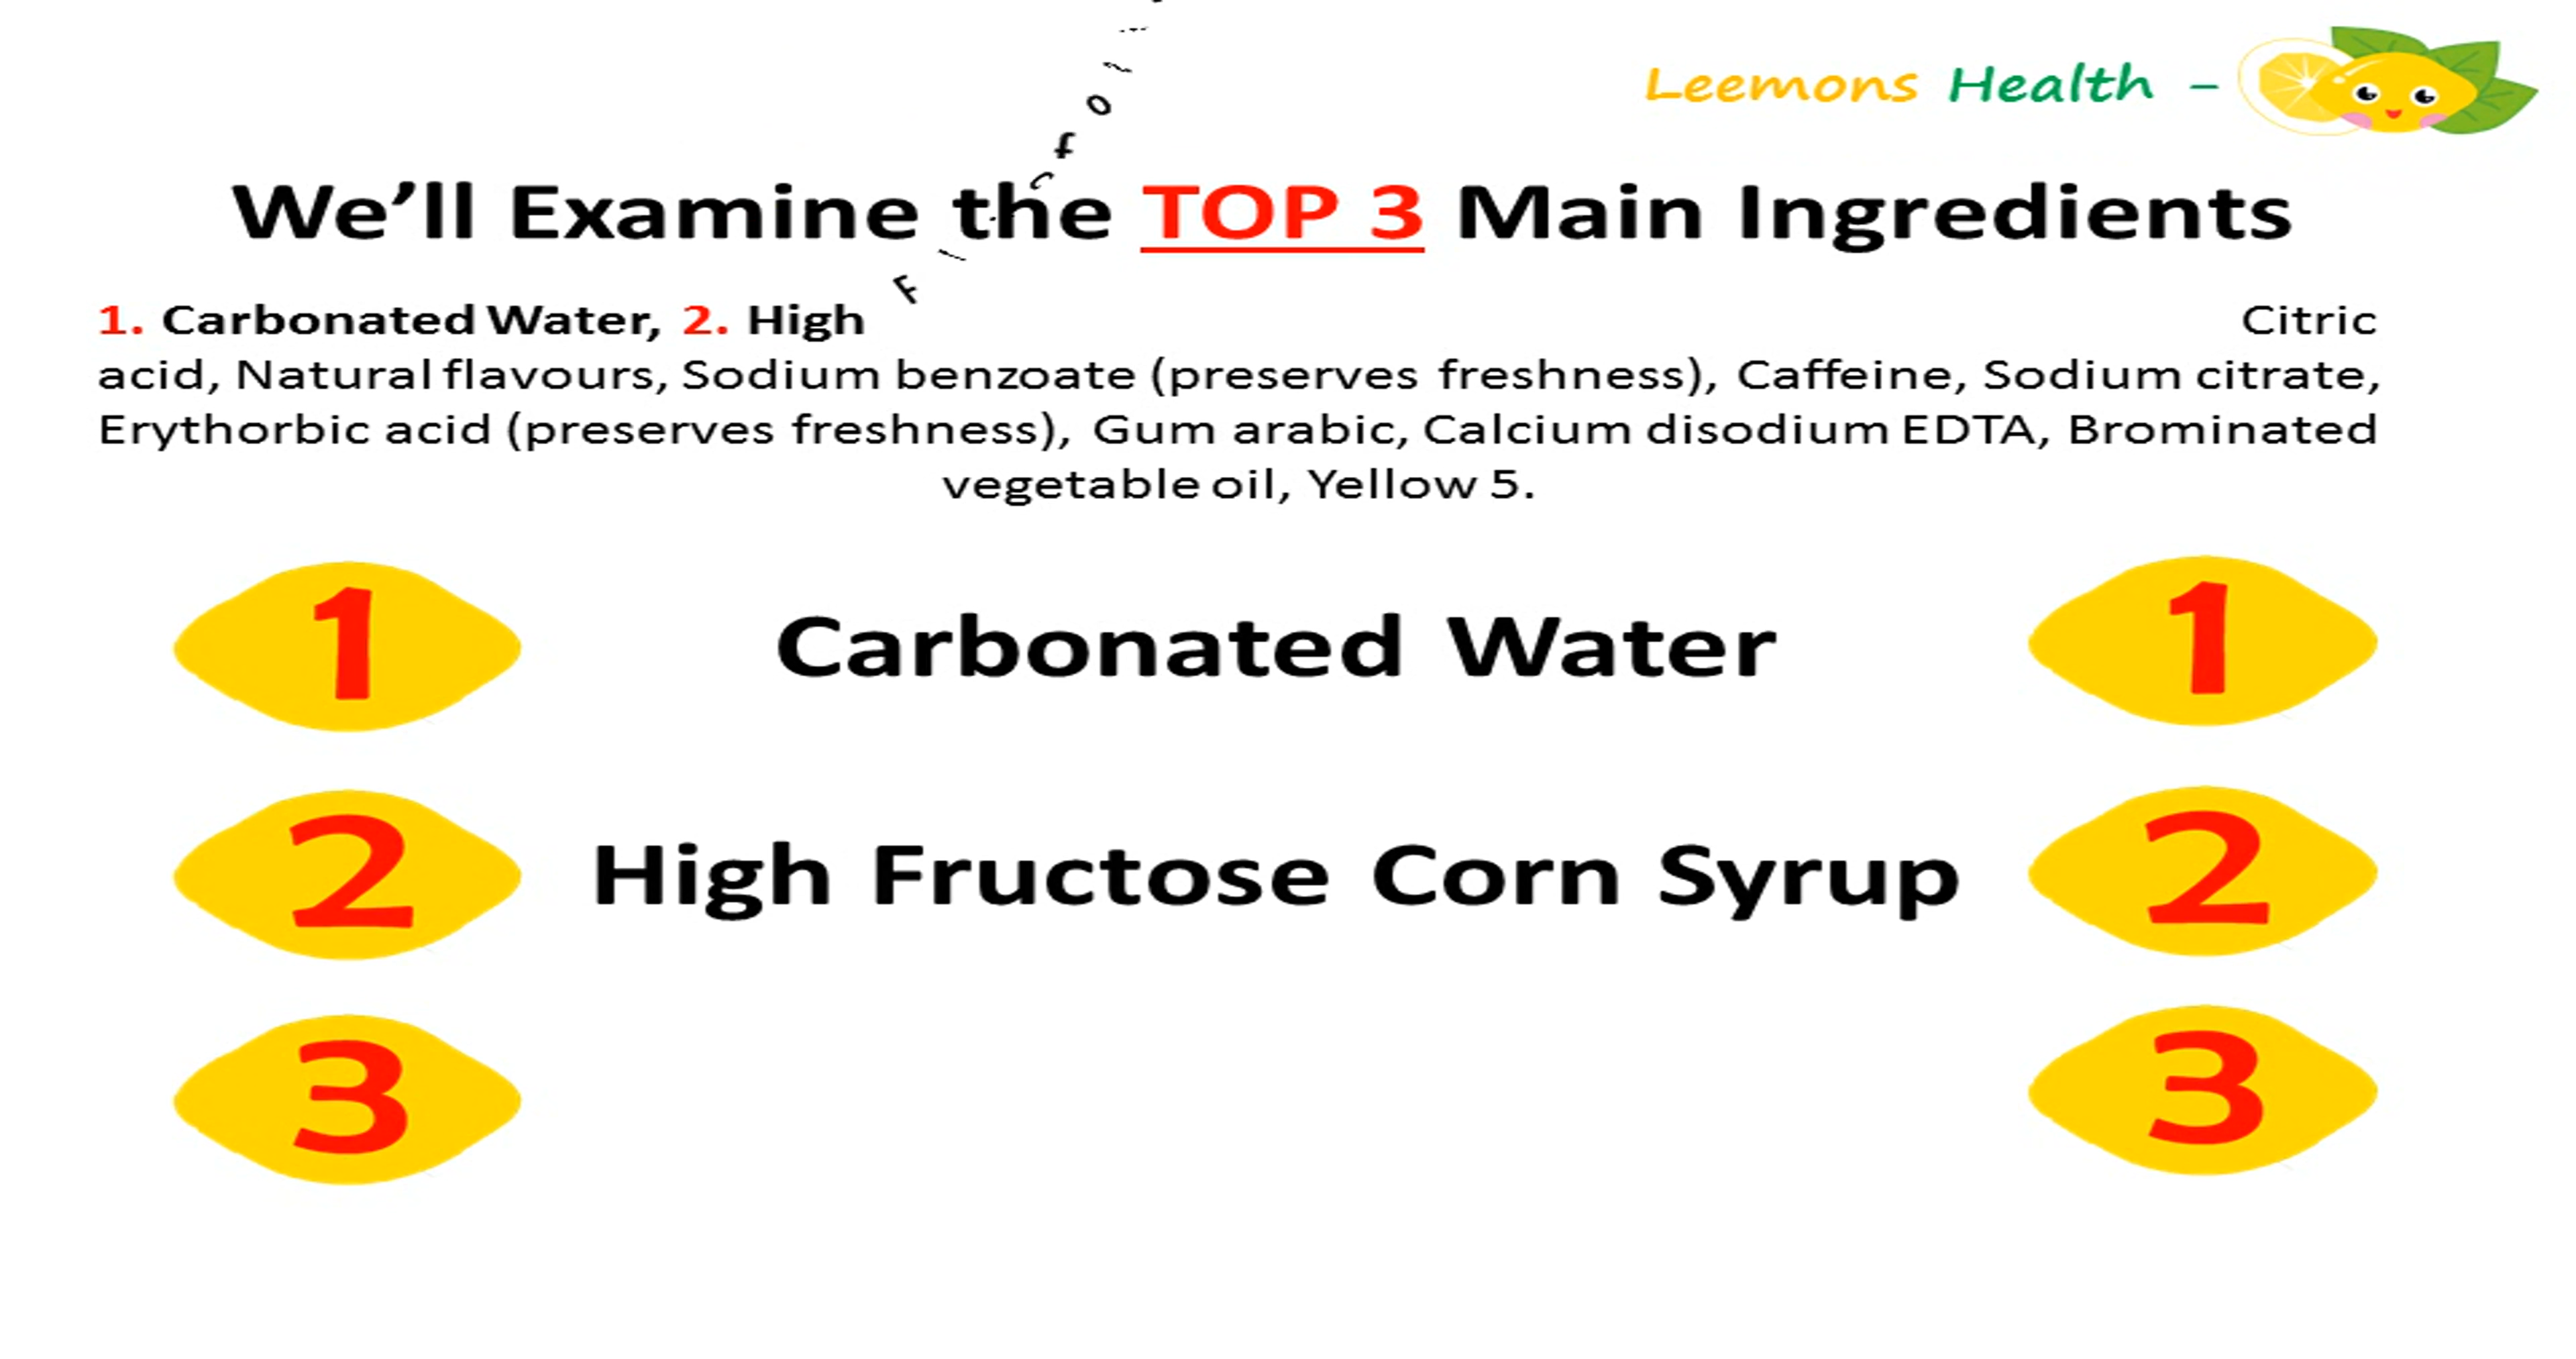 Leemons Health -
We'll Examine the TOP 3 Main Ingredients
1. Carbonated Water, 2. High Citric
acid, Natural flavours, Sodium benzoate (preserves freshness), Caffeine, Sodium citrate,
Erythorbic acid (preserves freshness), Gum arabic, Calcium disodium EDTA, Brominated
vegetable oil, Yellow 5.
1 Carbonated Water 1
2 High Fructose Corn Syrup 2
3 3